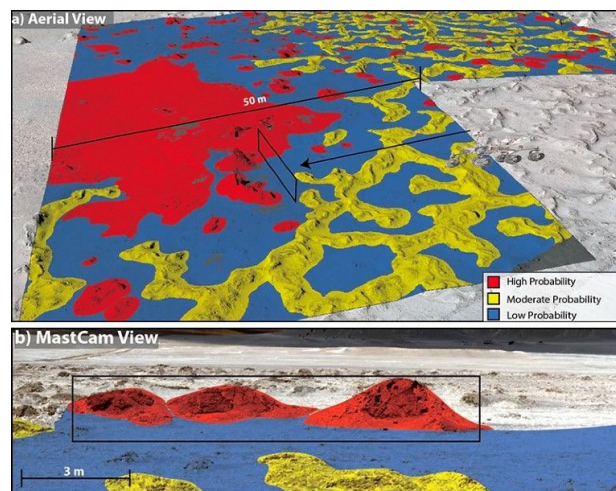 a) Aerial View
50 m
High Probability
Moderate Probability
Low Probability
b) MastCam View
3 m